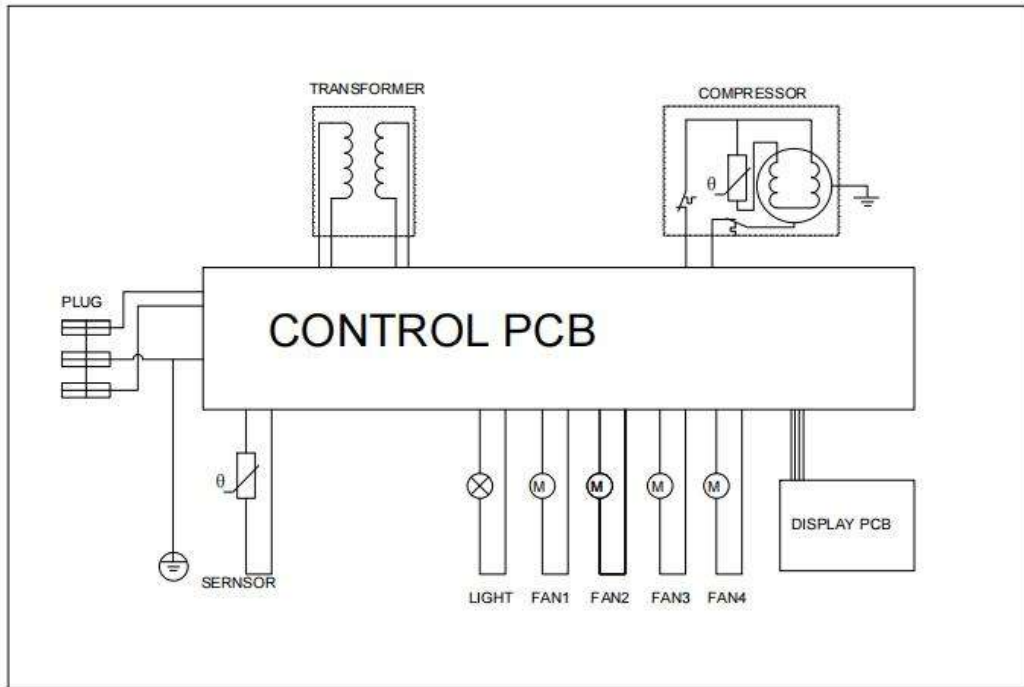 TRANSFORMER
COMPRESSOR
θ
PLUG
CONTROL PCB
θ
M
M
M
M
DISPLAY PCB
SERNSOR
LIGHT
FAN1
FAN2
FAN3
FAN4